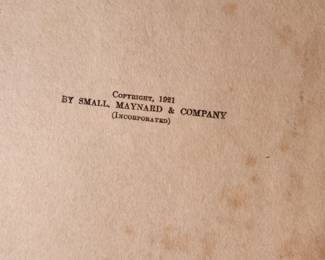 Copyright, 1921
BY SMALL, MAYNARD & COMPANY
(Incorporated)